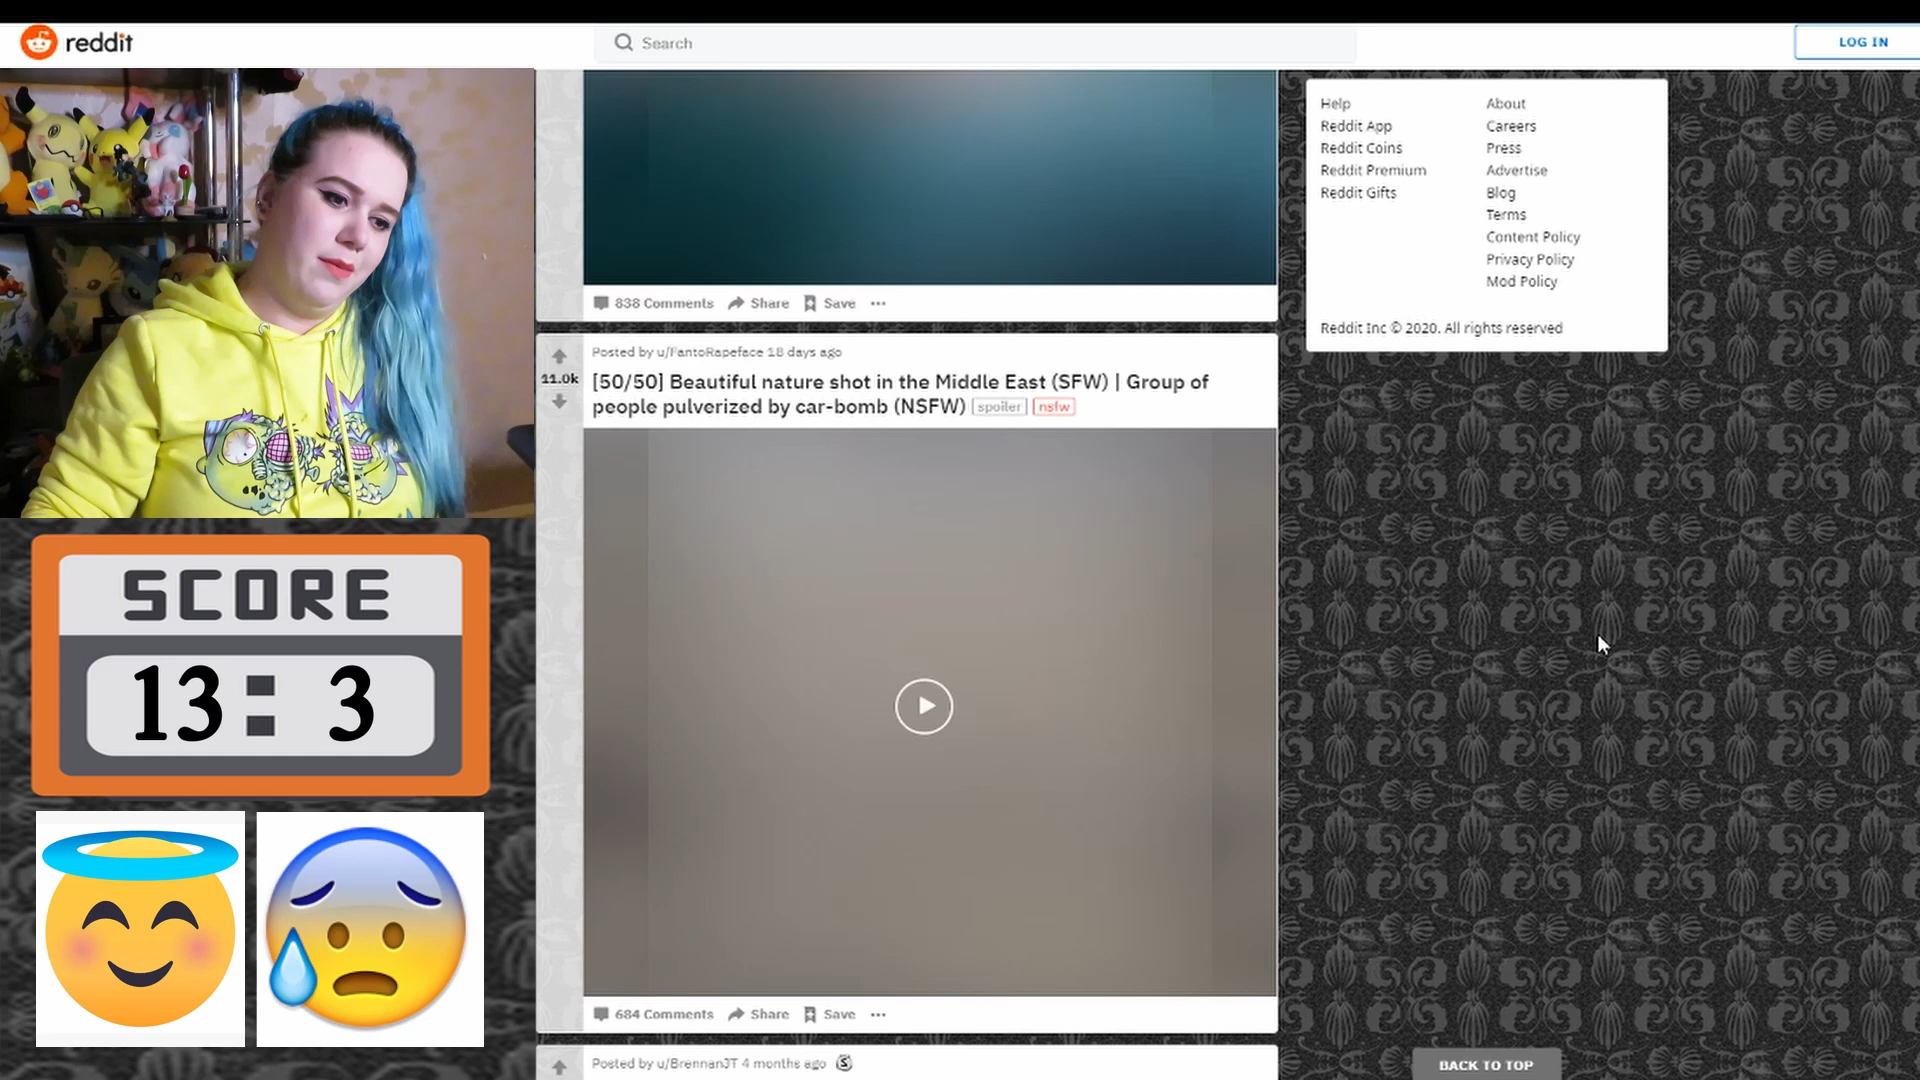 reddit
Search
LOG IN
838 Comments Share Save
Posted by u/FantoRapeface 18 days ago
11.0k
[50/50] Beautiful nature shot in the Middle East (SFW) | Group of
people pulverized by car-bomb (NSFW) spoiler nsfw
684 Comments Share Save
Posted by u/BrennanJT 4 months ago
Help
Reddit App
Reddit Coins
Reddit Premium
Reddit Gifts
About
Careers
Press
Advertise
Blog
Terms
Content Policy
Privacy Policy
Mod Policy
Reddit Inc © 2020. All rights reserved
SCORE
13 : 3
BACK TO TOP